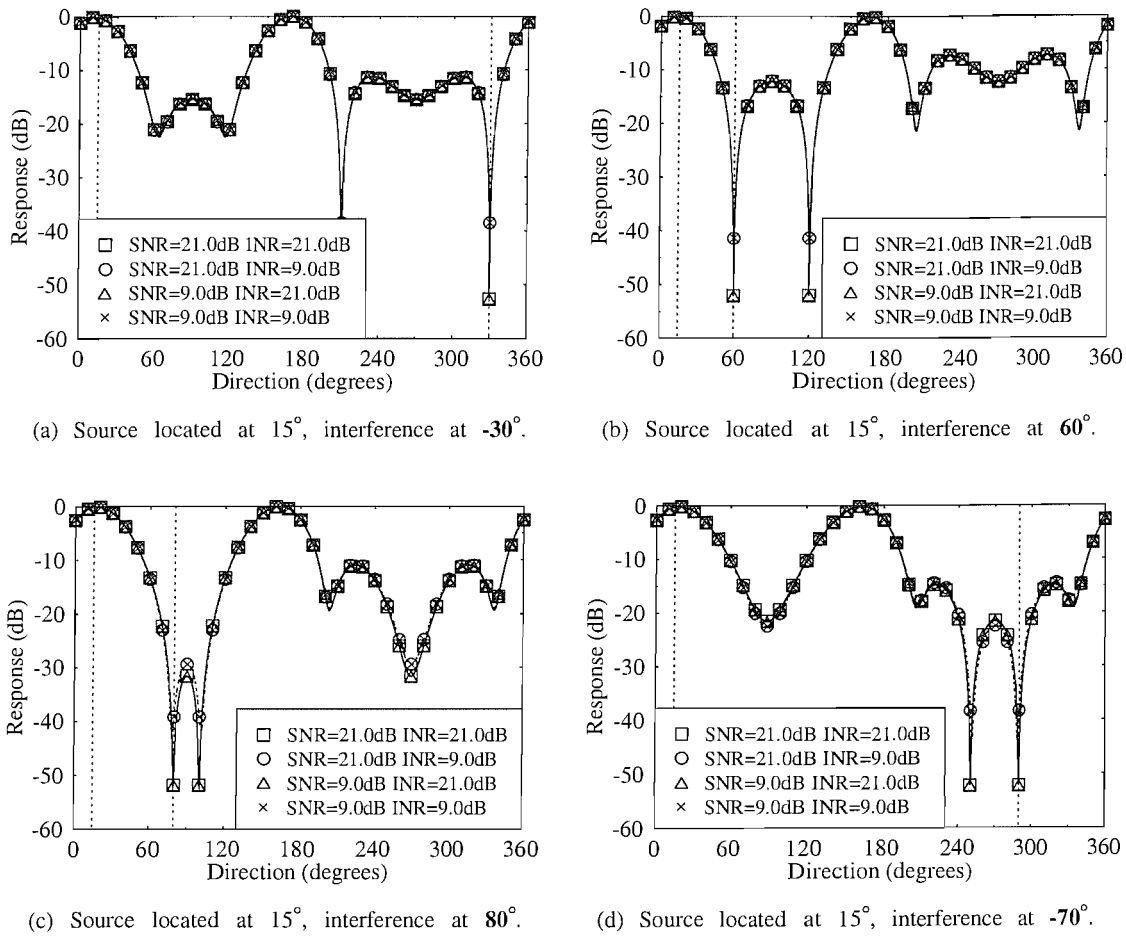 0
-10
-20
-30
-40
-50
-60
Response (dB)
SNR=21.0dB 1NR=21.0dB
SNR=21.0dB INR=9.0dB
SNR=9.0dB INR=21.0dB
SNR=9.0dB INR=9.0dB
0 60 120 180 240 300 360
Direction (degrees)
(a) Source located at 15°, interference at -30°.
0
-10
-20
-30
-40
-50
-60
Response (dB)
SNR=21.0dB INR=21.0dB
SNR=21.0dB INR=9.0dB
SNR=9.0dB INR=21.0dB
SNR=9.0dB INR=9.0dB
0 60 120 180 240 300 360
Direction (degrees)
(b) Source located at 15°, interference at 60°.
0
-10
-20
-30
-40
-50
-60
Response (dB)
SNR=21.0dB INR=21.0dB
SNR=21.0dB INR=9.0dB
SNR=9.0dB INR=21.0dB
SNR=9.0dB INR=9.0dB
0 60 120 180 240 300 360
Direction (degrees)
(c) Source located at 15°, interference at 80°.
0
-10
-20
-30
-40
-50
-60
Response (dB)
SNR=21.0dB INR=21.0dB
SNR=21.0dB INR=9.0dB
SNR=9.0dB INR=21.0dB
SNR=9.0dB INR=9.0dB
0 60 120 180 240 300 360
Direction (degrees)
(d) Source located at 15°, interference at -70°.